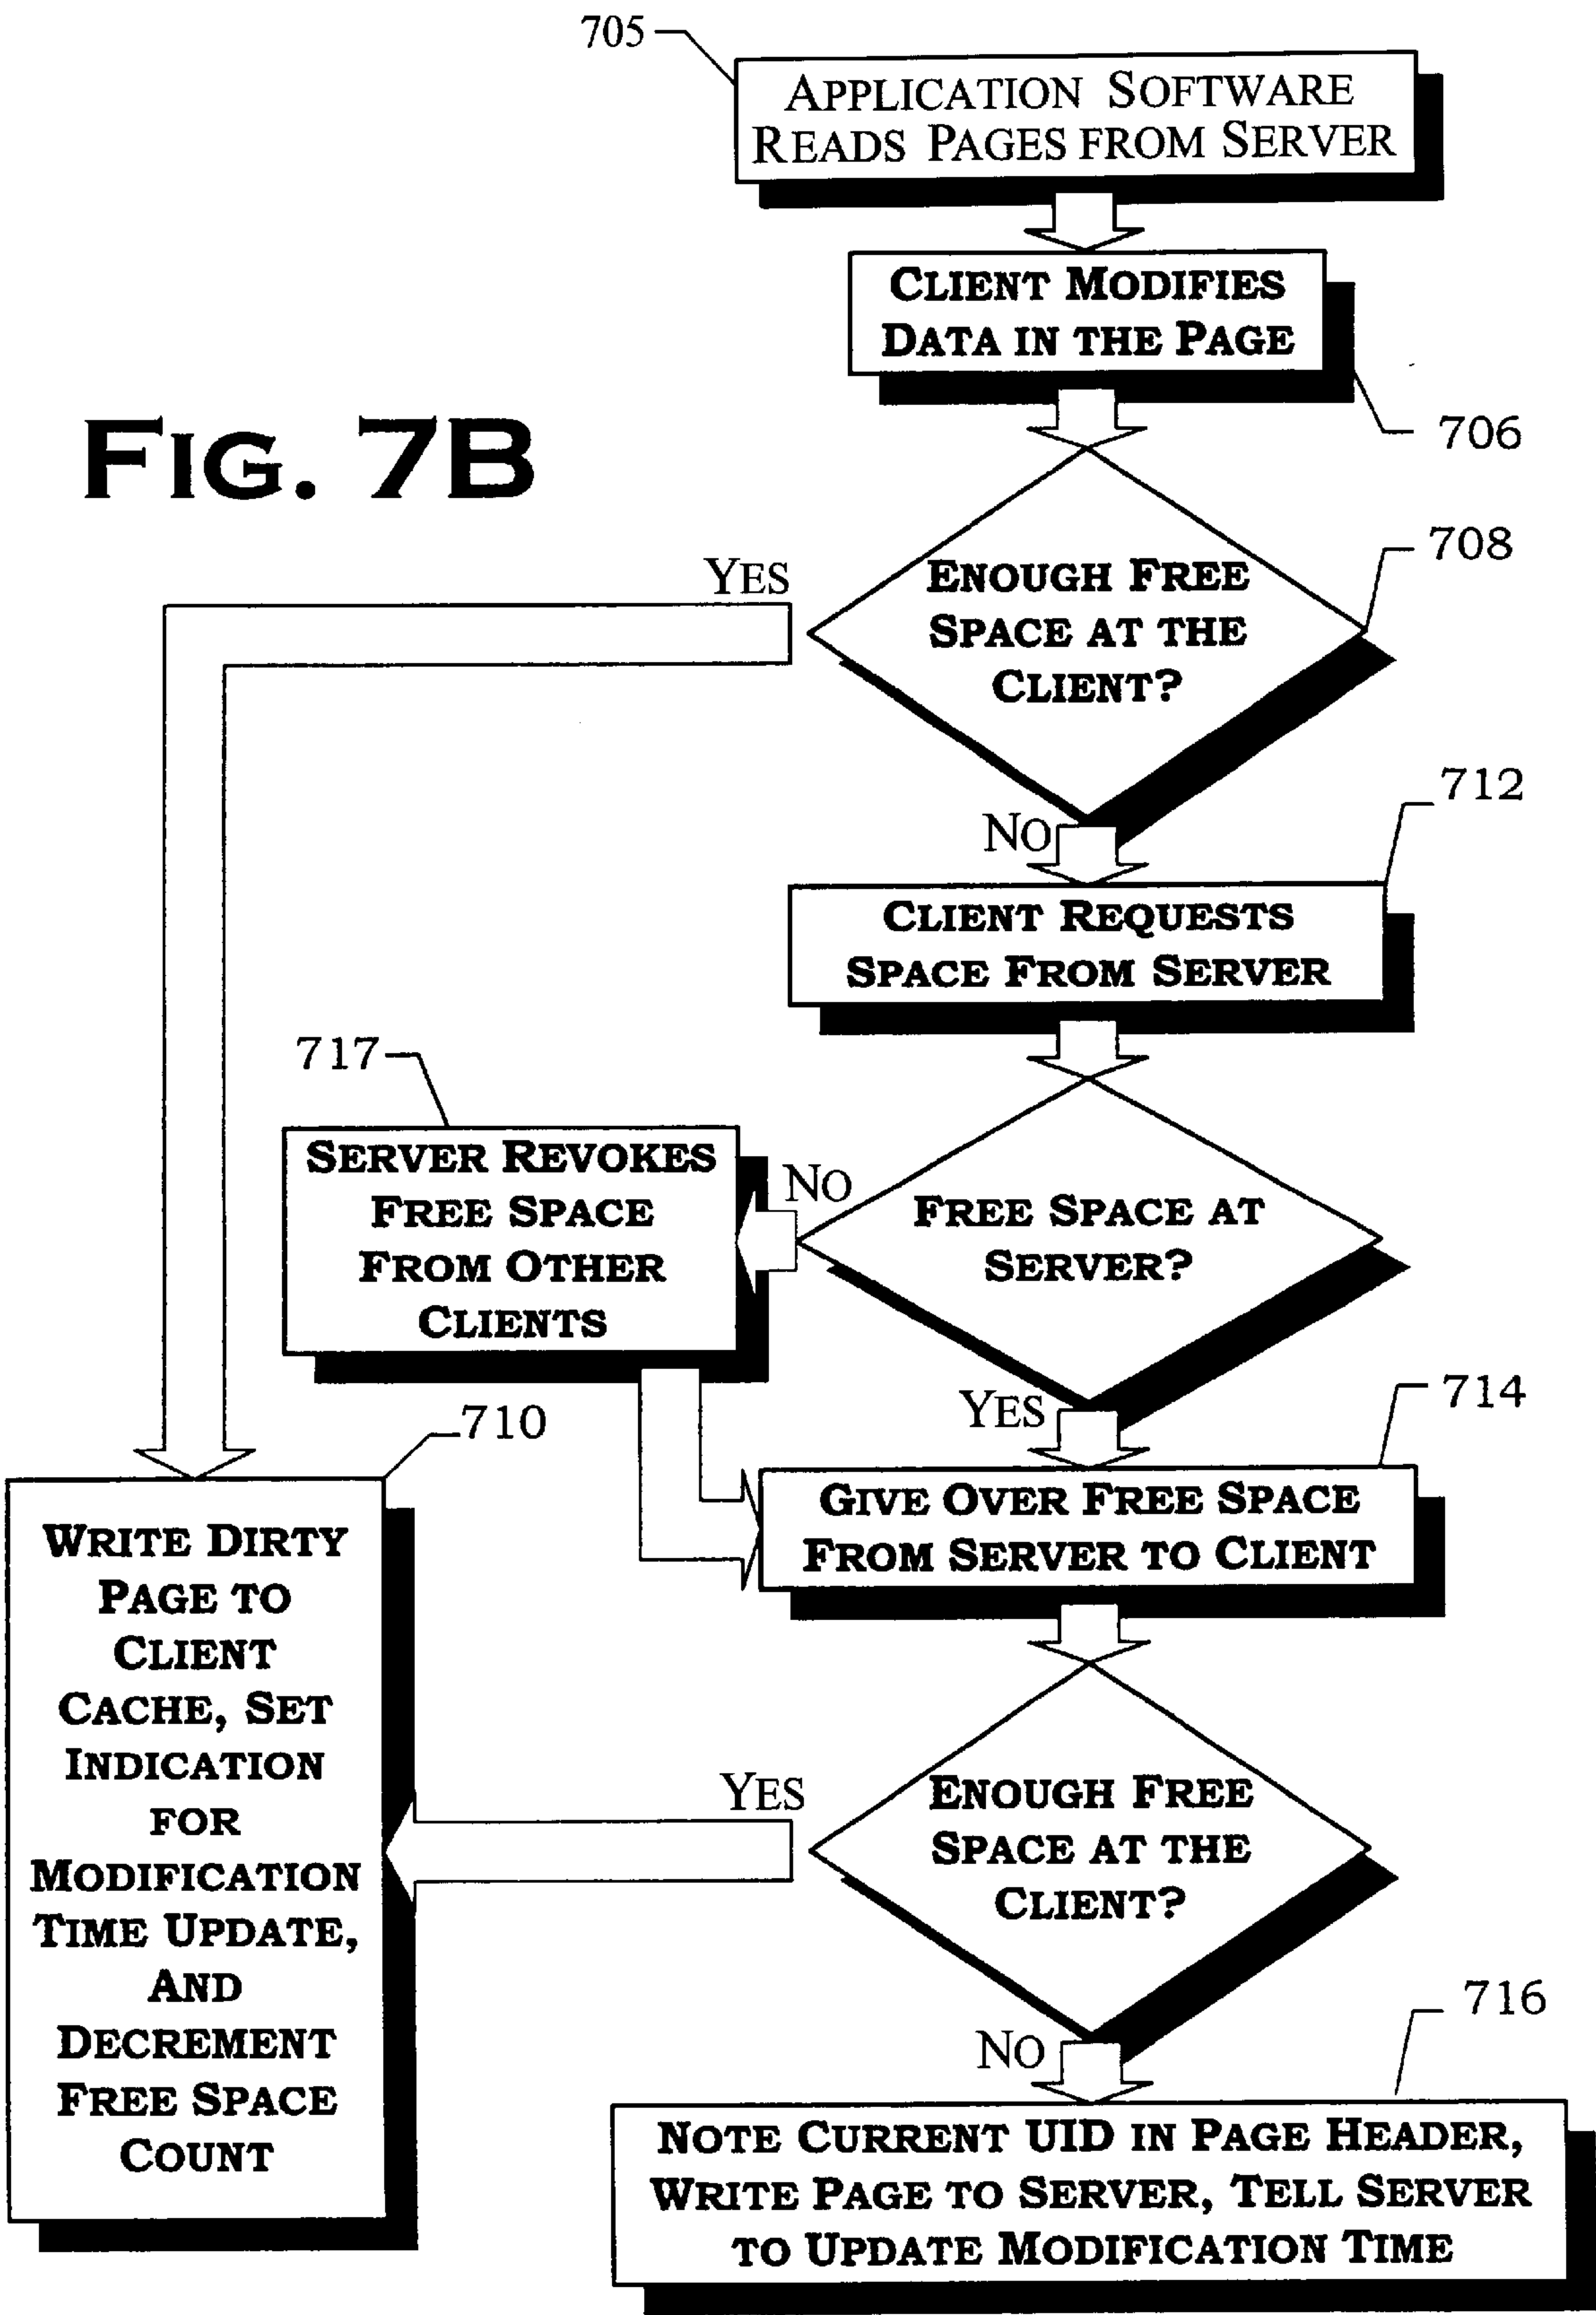 705
APPLICATION SOFTWARE
READS PAGES FROM SERVER
CLIENT MODIFIES
DATA IN THE PAGE
706
FIG. 7B
708
YES
ENOUGH FREE
SPACE AT THE
CLIENT?
712
NO
CLIENT REQUESTS
SPACE FROM SERVER
717
SERVER REVOKES
FREE SPACE
FROM OTHER
CLIENTS
NO
FREE SPACE AT
SERVER?
YES
714
710
GIVE OVER FREE SPACE
FROM SERVER TO CLIENT
WRITE DIRTY
PAGE TO
CLIENT
CACHE, SET
INDICATION
FOR
MODIFICATION
TIME UPDATE,
AND
DECREMENT
FREE SPACE
COUNT
YES
ENOUGH FREE
SPACE AT THE
CLIENT?
716
NO
NOTE CURRENT UID IN PAGE HEADER,
WRITE PAGE TO SERVER, TELL SERVER
TO UPDATE MODIFICATION TIME